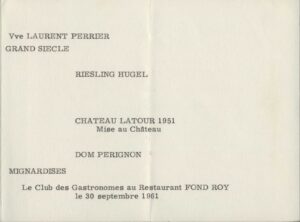 Vve LAURENT PERRIER
GRAND SIECLE
RIESLING HUGEL
CHATEAU LATOUR 1951
Mise au Château
DOM PERIGNON
MIGNARDISES
Le Club des Gastronomes au Restaurant FOND ROY
le 30 septembre 1961